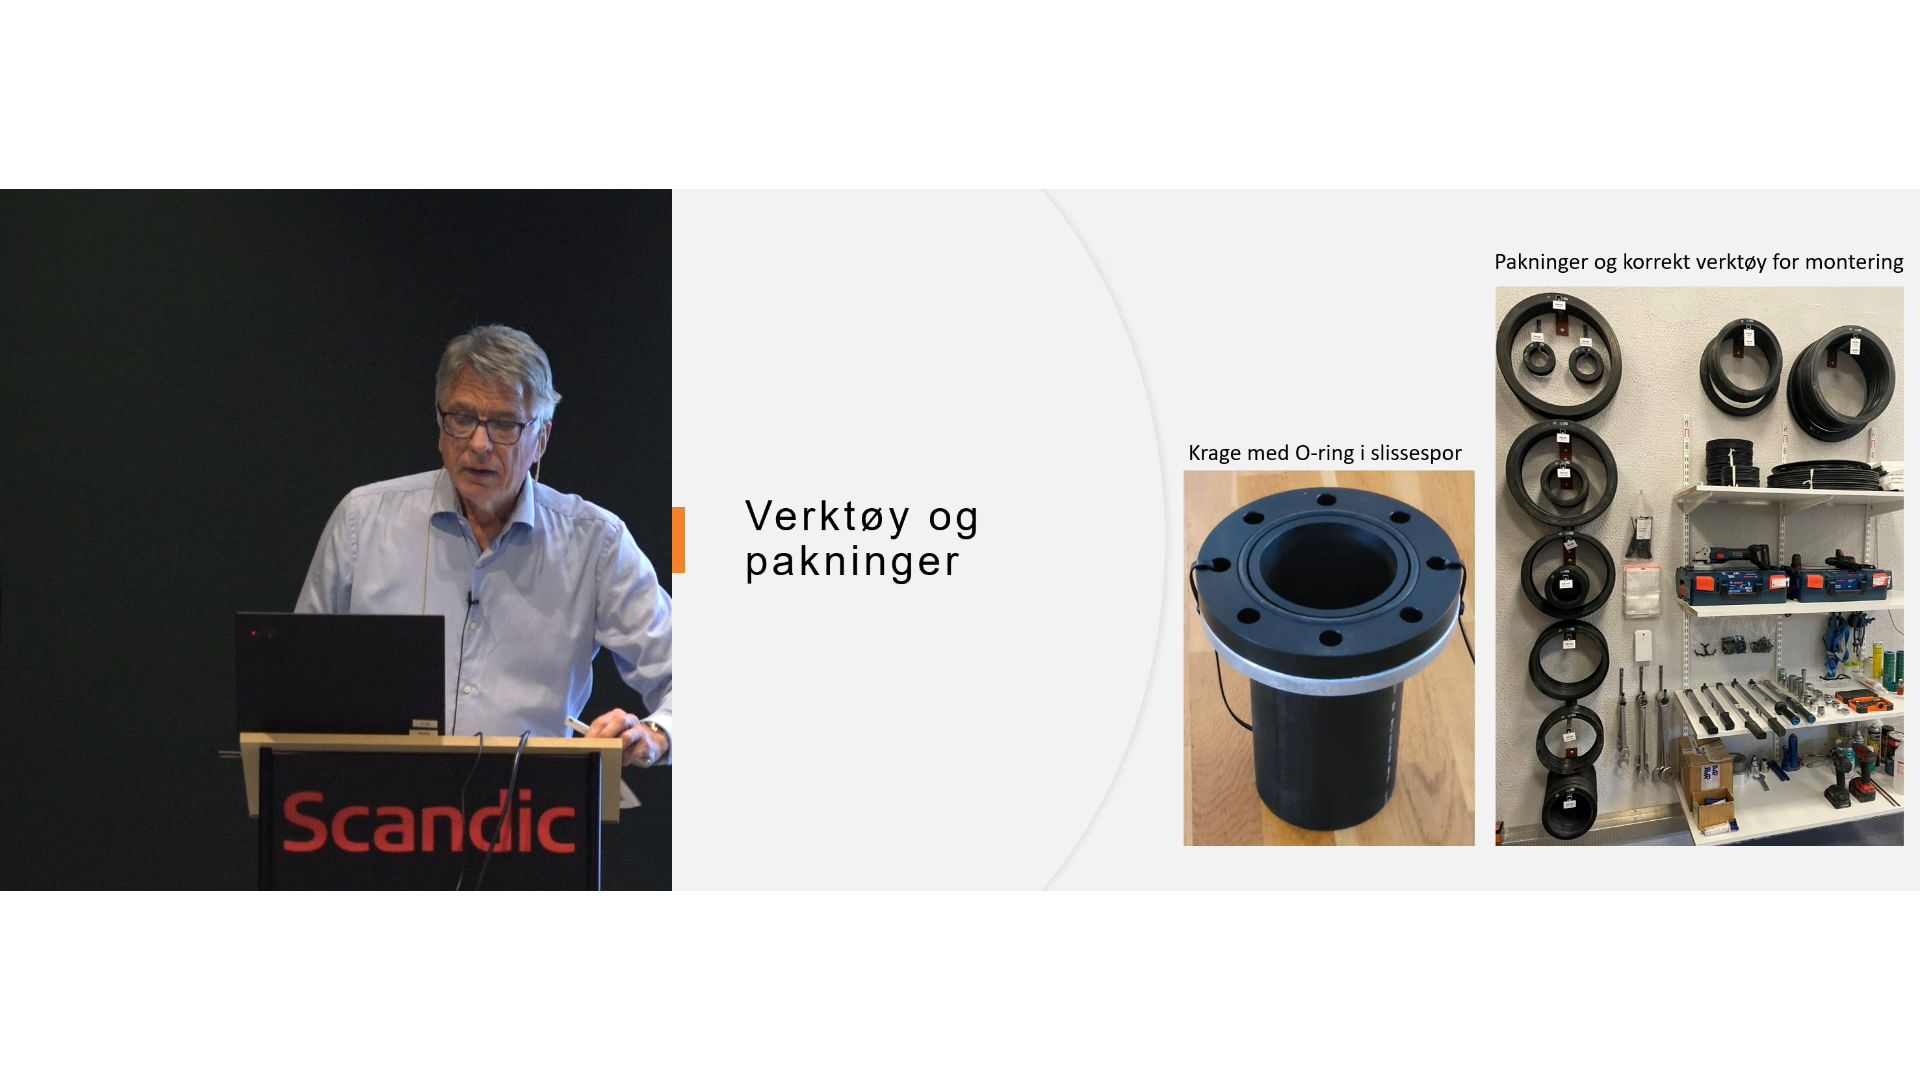 Verktøy og
pakninger
Krage med O-ring i slissespor
Pakninger og korrekt verktøy for montering
Scandic